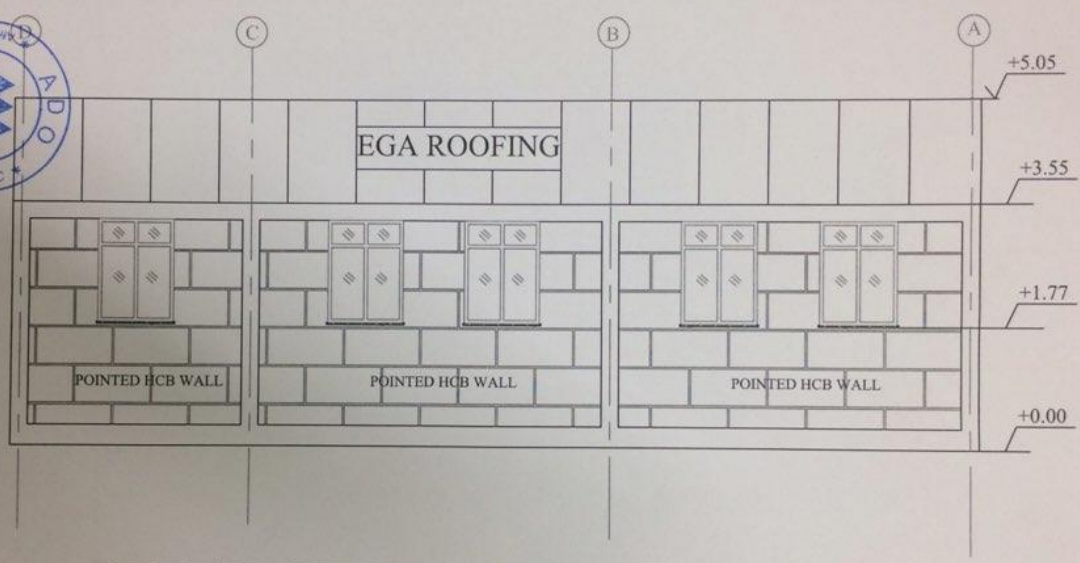 D
C
B
A
+5.05
ADO
EGA ROOFING
+3.55
+1.77
POINTED HCB WALL
POINTED HCB WALL
POINTED HCB WALL
+0.00